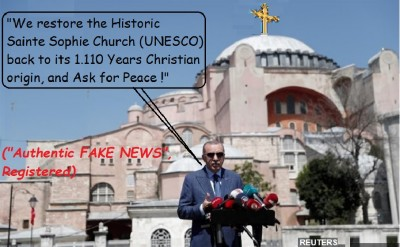 "We restore the Historic
Sainte Sophie Church (UNESCO)
back to its 1.110 Years Christian
origin, and Ask for Peace !"
("Authentic FAKE NEWS",
Registered)
REUTERS